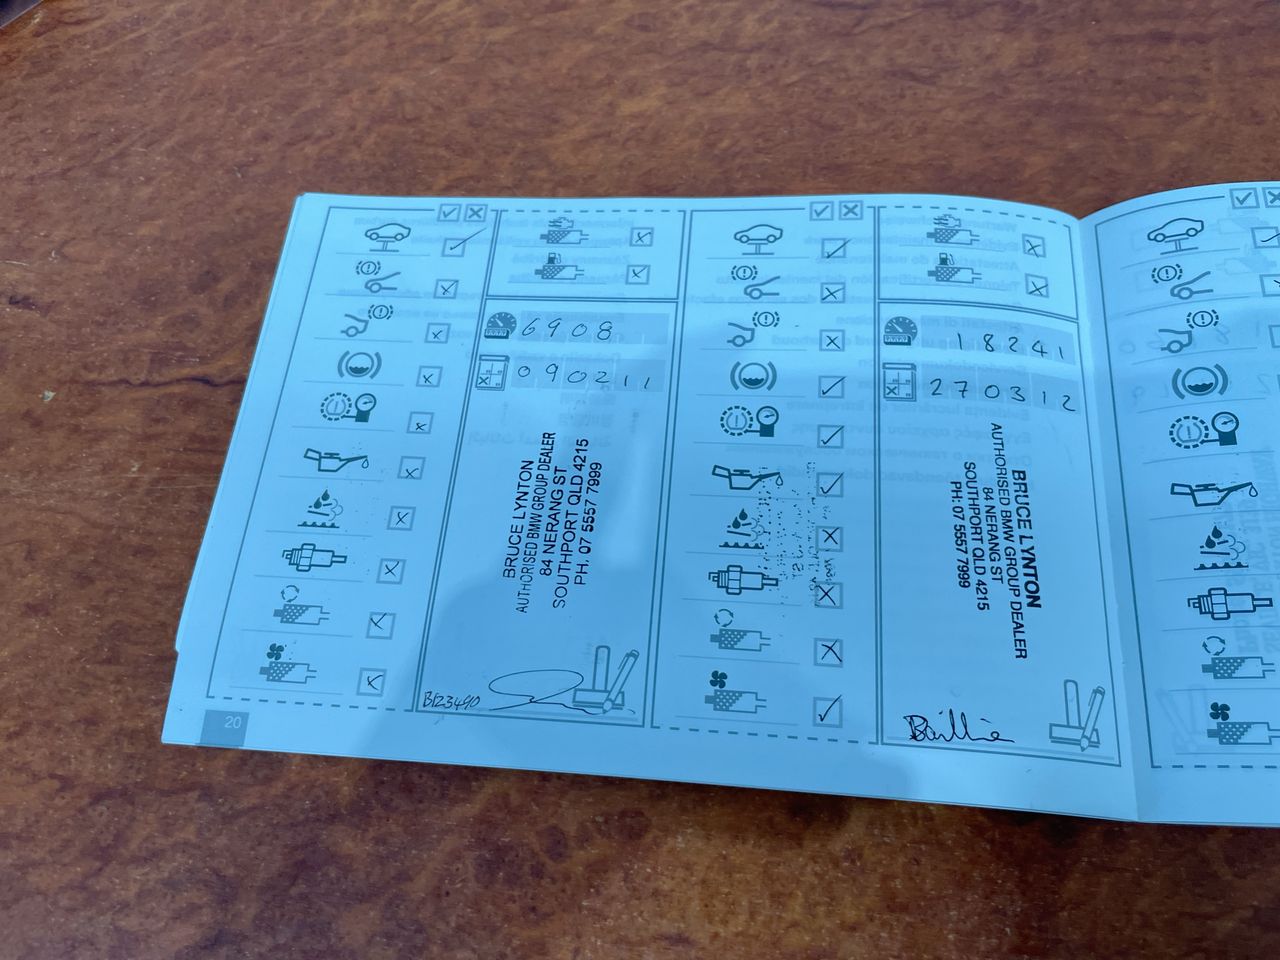 6908
090211
BRUCE LYNTON
AUTHORISED BMW GROUP DEALER
84 NERANG ST
SOUTHPORT QLD 4215
PH. 07 5557 7999
B123490
20
18241
270312
BRUCE LYNTON
AUTHORISED BMW GROUP DEALER
84 NERANG ST
SOUTHPORT QLD 4215
PH: 07 5557 7999
Baillie